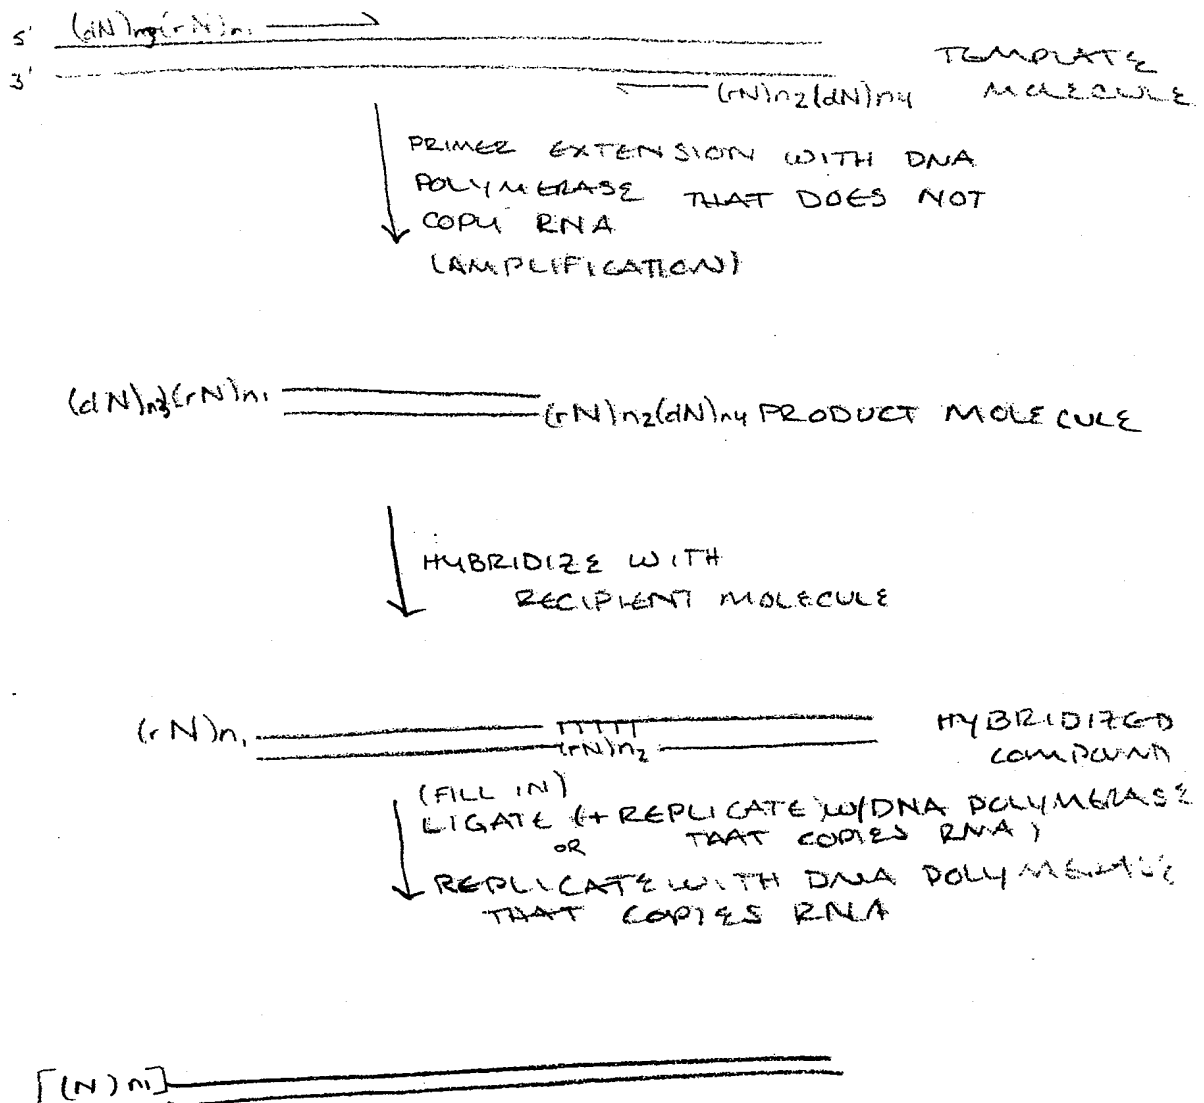 5' (dN)n3(rN)n1
3'
TEMPLATE
MOLECULE
(rN)n2(dN)n4
PRIMER EXTENSION WITH DNA
POLYMERASE THAT DOES NOT
COPY RNA
(AMPLIFICATION)
(dN)n3(rN)n1
(rN)n2(dN)n4 PRODUCT MOLECULE
HYBRIDIZE WITH
RECIPIENT MOLECULE
(rN)n1
(rN)n2
HYBRIDIZED
COMPOUND
(FILL IN)
LIGATE (+ REPLICATE) W/DNA POLYMERASE
OR THAT COPIES RNA)
REPLICATE WITH DNA POLYMERASE
THAT COPIES RNA
[(N)n1]